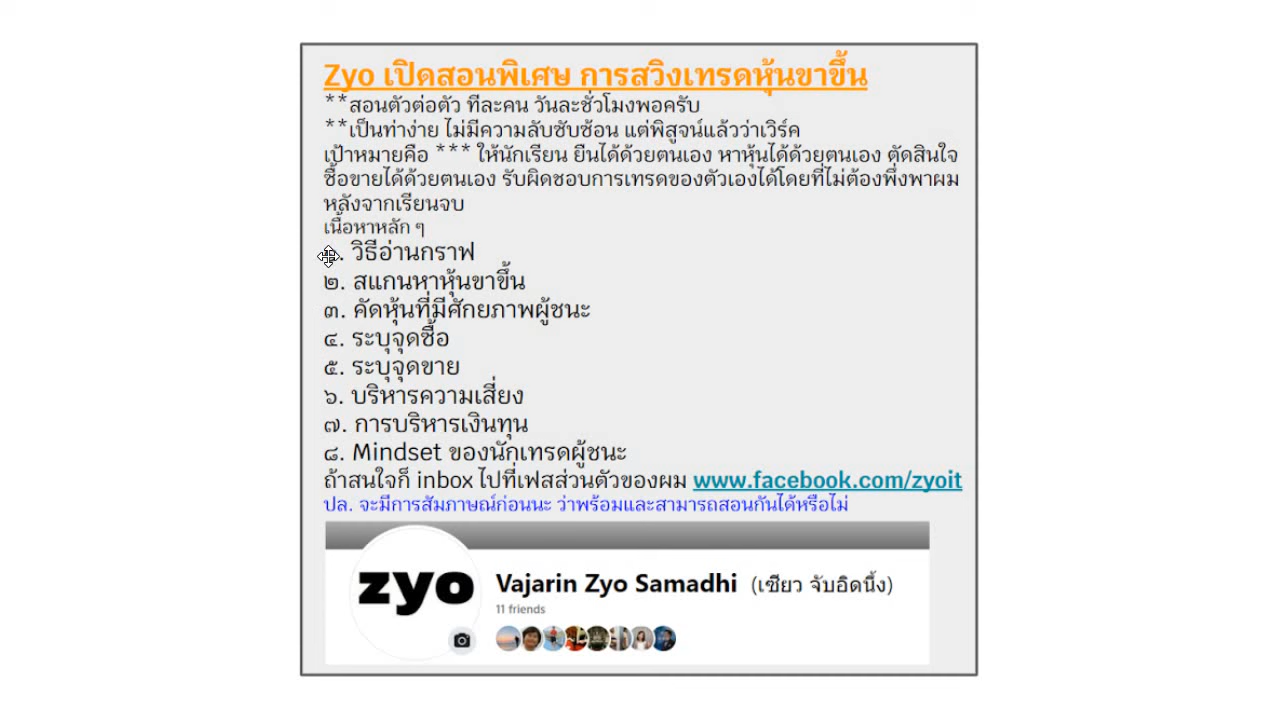 Zyo เปิดสอนพิเศษ การสวิงเทรดหุ้นขาขึ้น
**สอนตัวต่อตัว ทีละคน วันละชั่วโมงพอครับ
**เป็นท่าง่าย ไม่มีความลับซับซ้อน แต่พิสูจน์แล้วว่าเวิร์ค
เป้าหมายคือ *** ให้นักเรียน ยืนได้ด้วยตนเอง หาหุ้นได้ด้วยตนเอง ตัดสินใจ
ซื้อขายได้ด้วยตนเอง รับผิดชอบการเทรดของตัวเองได้โดยที่ไม่ต้องพึ่งพาผม
หลังจากเรียนจบ
เนื้อหาหลัก ๆ
. วิธีอ่านกราฟ
๒. สแกนหาหุ้นขาขึ้น
๓. คัดหุ้นที่มีศักยภาพผู้ชนะ
๔. ระบุจุดซื้อ
๕. ระบุจุดขาย
๖. บริหารความเสี่ยง
๗. การบริหารเงินทุน
๘. Mindset ของนักเทรดผู้ชนะ
ถ้าสนใจก็ inbox ไปที่เฟสส่วนตัวของผม www.facebook.com/zyoit
ปล. จะมีการสัมภาษณ์ก่อนนะ ว่าพร้อมและสามารถสอนกันได้หรือไม่
zyo
Vajarin Zyo Samadhi (เซียว จับอิดนึ้ง)
11 friends